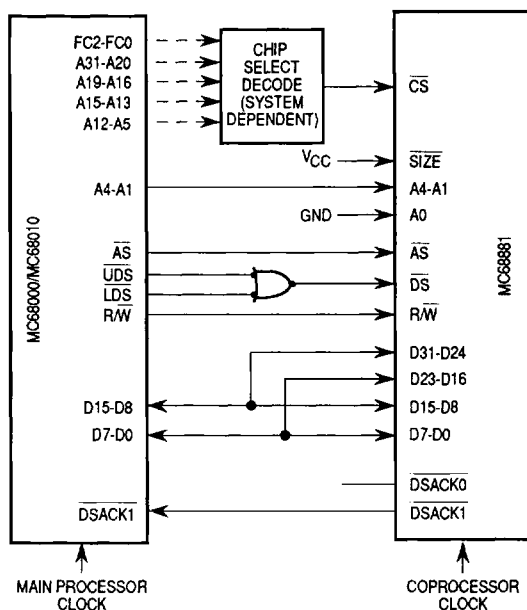 FC2-FC0
A31-A20
A19-A16
A15-A13
A12-A5
CHIP
SELECT
DECODE
(SYSTEM
DEPENDENT)
CS
VCC
SIZE
A4-A1
A4-A1
GND
A0
MC68000/MC68010
MC68881
AS
AS
UDS
DS
LDS
R/W
R/W
D31-D24
D23-D16
D15-D8
D15-D8
D7-D0
D7-D0
DSACK0
DSACK1
DSACK1
MAIN PROCESSOR
CLOCK
COPROCESSOR
CLOCK